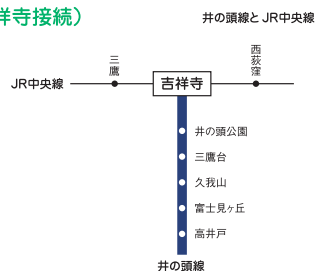 祥寺接続）
井の頭線とJR中央線
三鷹
西荻窪
JR中央線
吉祥寺
井の頭公園
三鷹台
久我山
富士見ヶ丘
高井戸
井の頭線